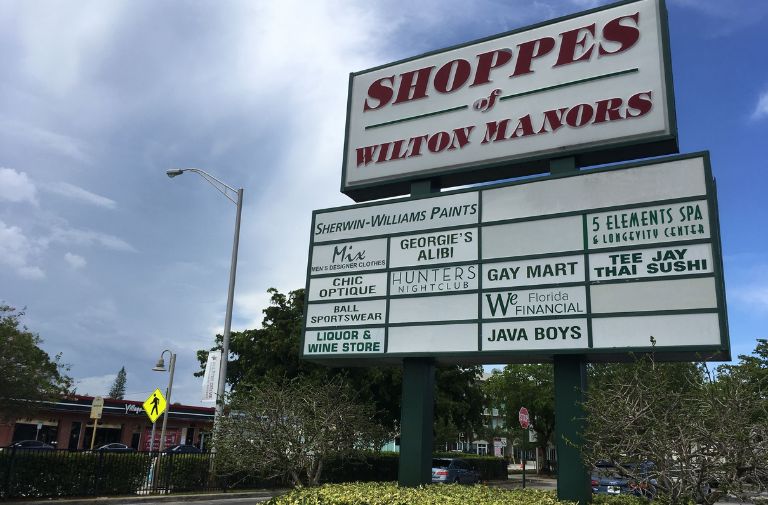 SHOPPES
of
WILTON MANORS
SHERWIN-WILLIAMS PAINTS
Mix
MEN'S DESIGNER CLOTHES
GEORGIE'S
ALIBI
5 ELEMENTS SPA
& LONGEVITY CENTER
CHIC
OPTIQUE
HUNTERS
NIGHTCLUB
GAY MART
TEE JAY
THAI SUSHI
BALL
SPORTSWEAR
We Florida
FINANCIAL
LIQUOR &
WINE STORE
JAVA BOYS